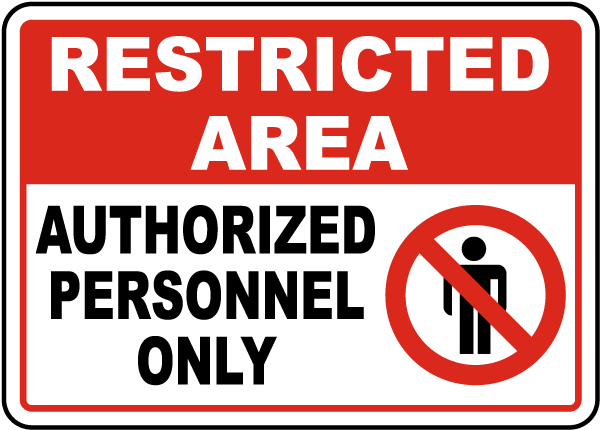 RESTRICTED
AREA
AUTHORIZED
PERSONNEL
ONLY